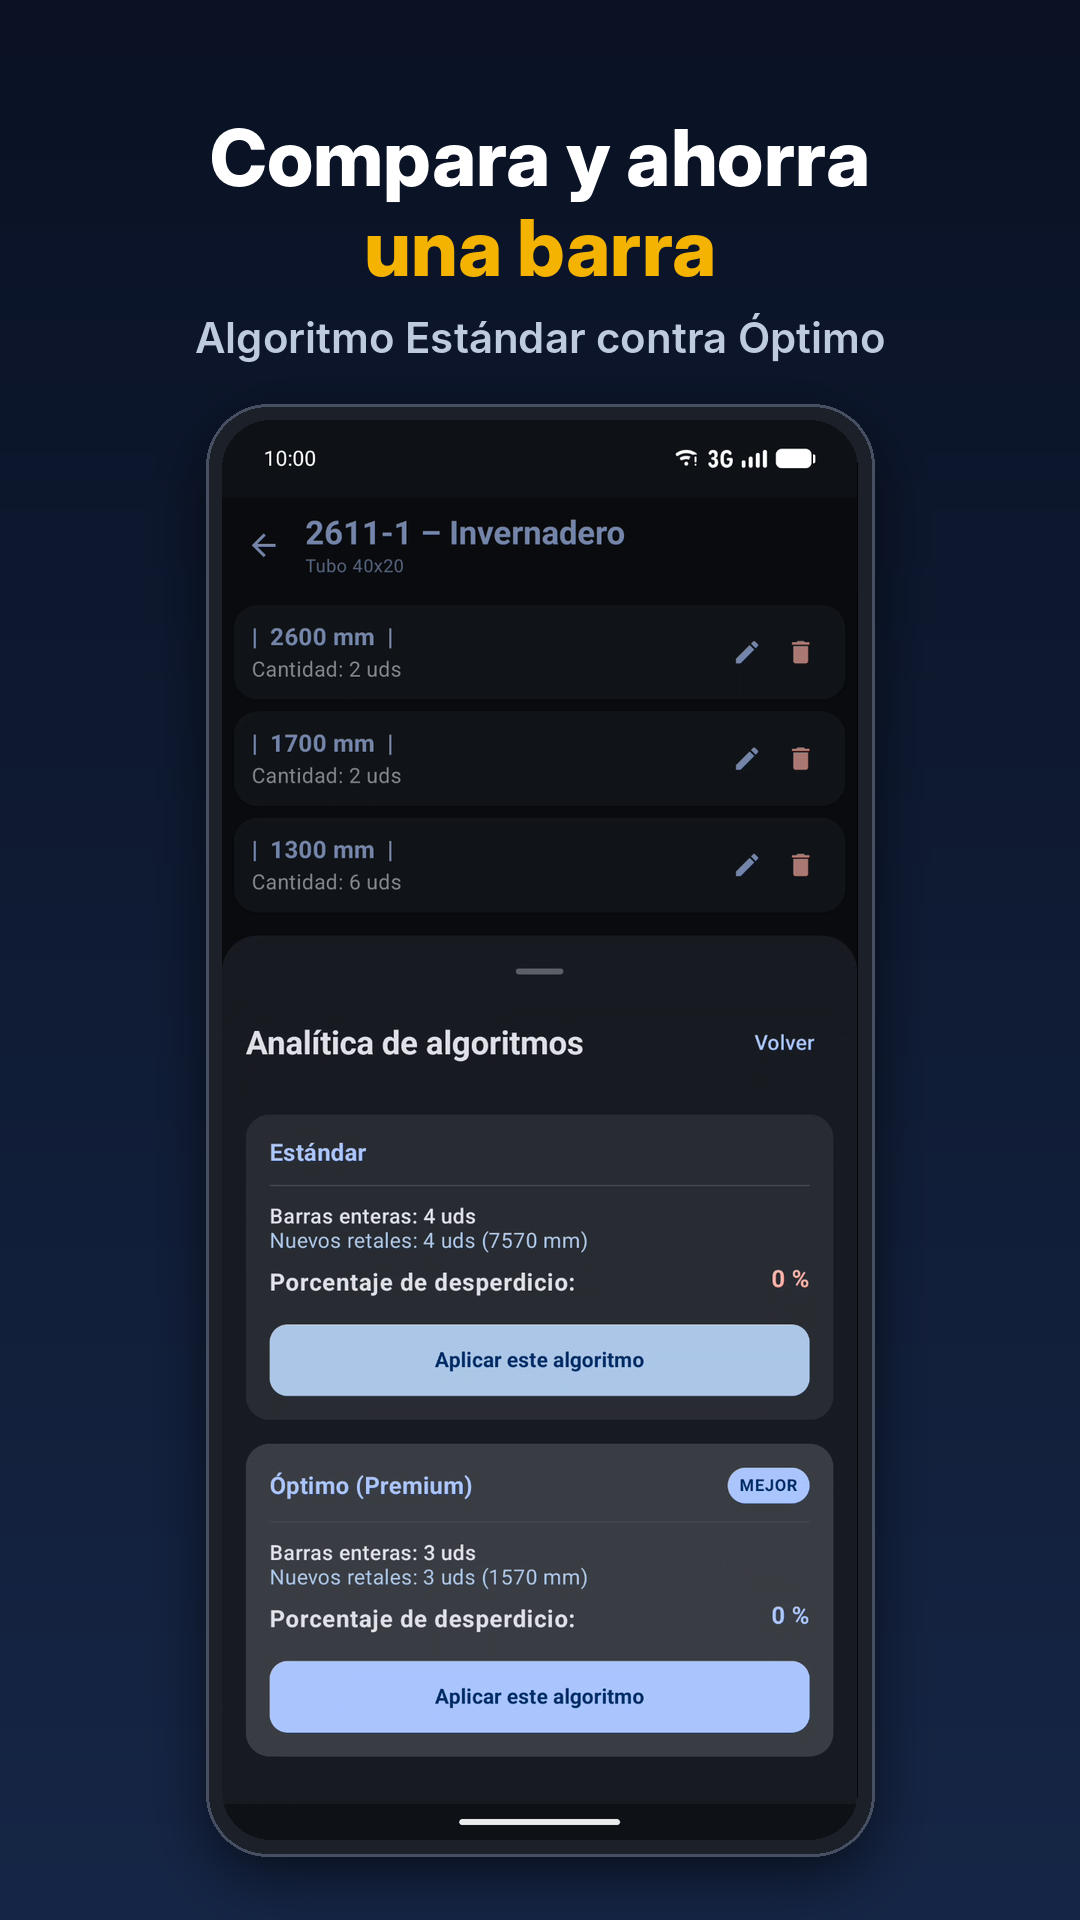 Compara y ahorra
una barra
Algoritmo Estándar contra Óptimo
10:00
3G
2611-1 – Invernadero
Tubo 40x20
| 2600 mm |
Cantidad: 2 uds
| 1700 mm |
Cantidad: 2 uds
| 1300 mm |
Cantidad: 6 uds
Analítica de algoritmos
Volver
Estándar
Barras enteras: 4 uds
Nuevos retales: 4 uds (7570 mm)
Porcentaje de desperdicio: 0 %
Aplicar este algoritmo
Óptimo (Premium)
MEJOR
Barras enteras: 3 uds
Nuevos retales: 3 uds (1570 mm)
Porcentaje de desperdicio: 0 %
Aplicar este algoritmo